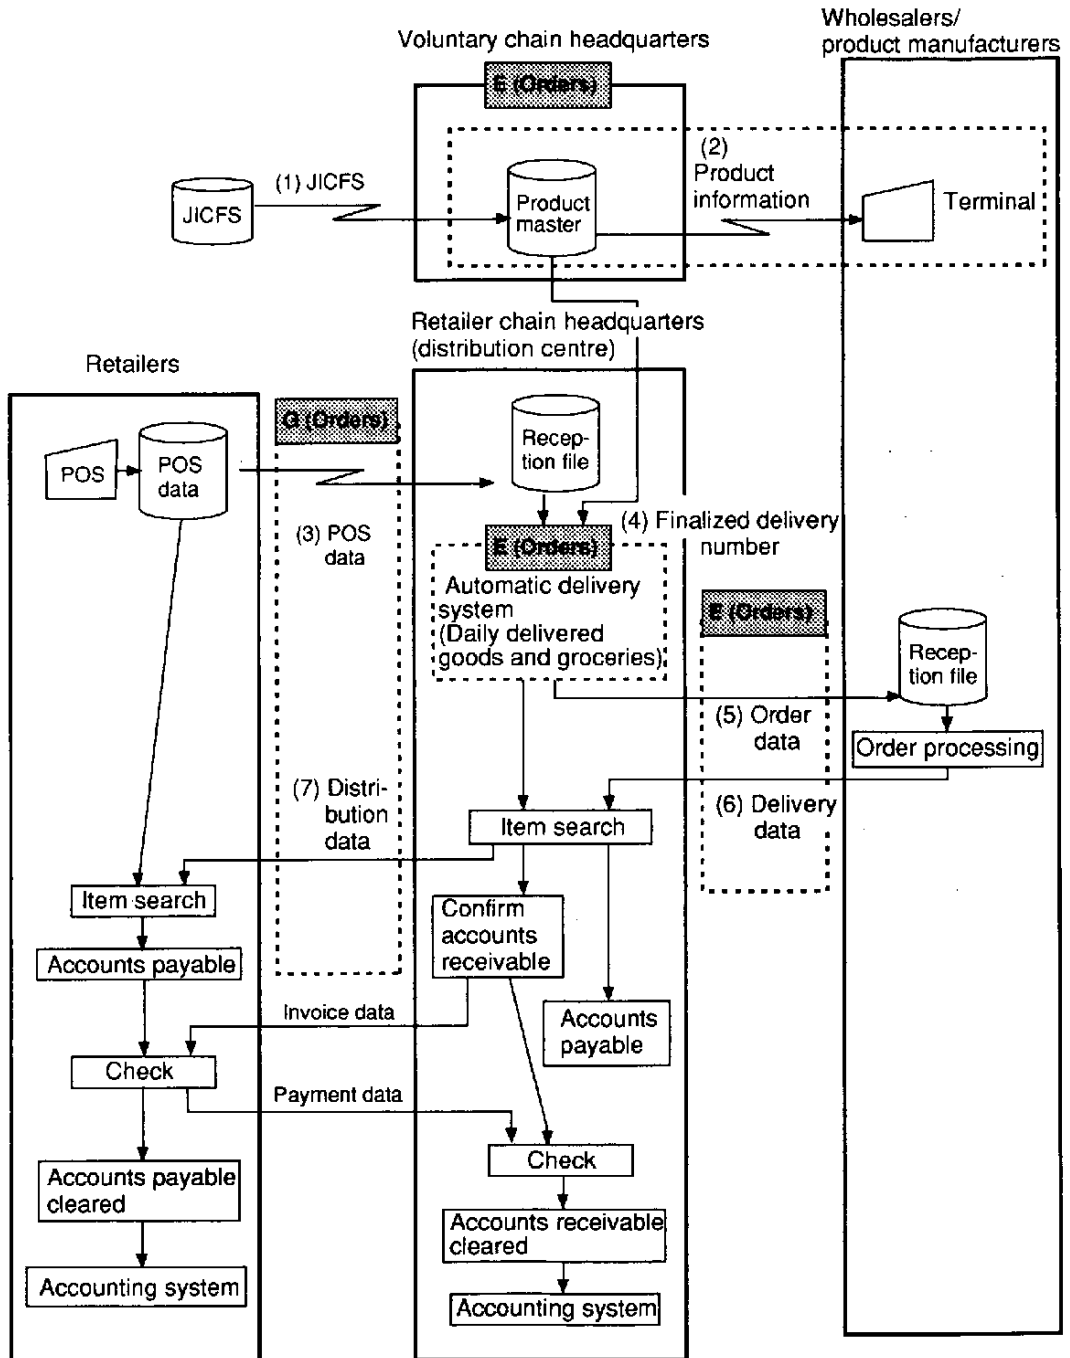 Wholesalers/
product manufacturers
Voluntary chain headquarters
E (Orders)
(1) JICFS
JICFS
Product
master
(2)
Product
information
Terminal
Retailer chain headquarters
(distribution centre)
Retailers
G (Orders)
POS
POS
data
Recep-
tion file
(3) POS
data
E (Orders)
(4) Finalized delivery
number
Automatic delivery
system
(Daily delivered
goods and groceries)
E (Orders)
Recep-
tion file
(5) Order
data
Order processing
(7) Distri-
bution
data
(6) Delivery
data
Item search
Item search
Confirm
accounts
receivable
Accounts payable
Invoice data
Accounts
payable
Check
Payment data
Check
Accounts payable
cleared
Accounts receivable
cleared
Accounting system
Accounting system